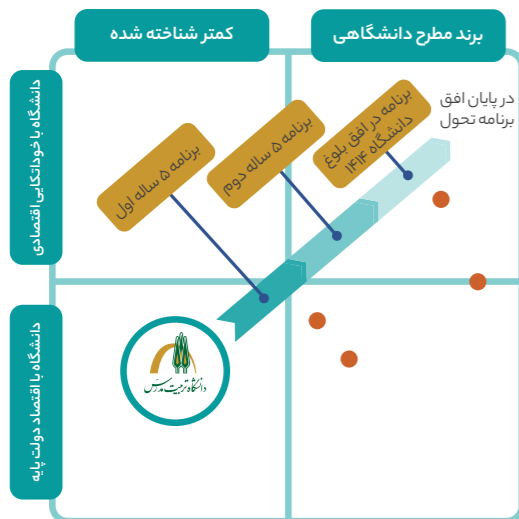 برند مطرح دانشگاهی
کمتر شناخته شده
در پایان افق
برنامه تحول
برنامه در افق بلوغ
دانشگاه ۱۴۱۴
برنامه ۵ ساله دوم
برنامه ۵ ساله اول
دانشگاه با خوداتکایی اقتصادی
دانشگاه با اقتصاد دولت پایه
دانشگاه تربیت مدرس